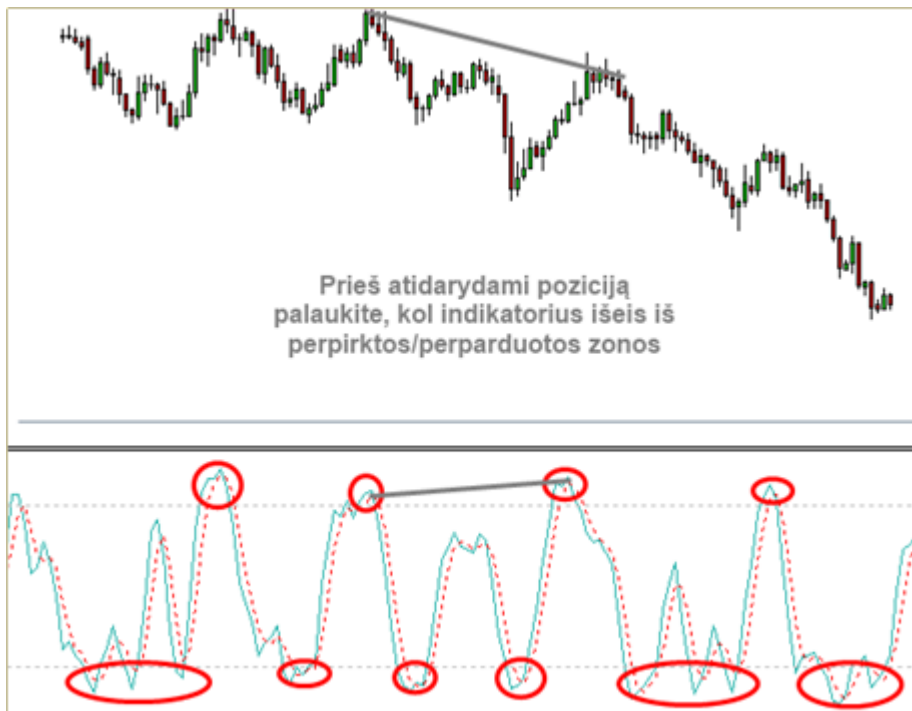 Prieš atidarydami poziciją
palaukite, kol indikatorius išeis iš
perpirktos/perparduotos zonos